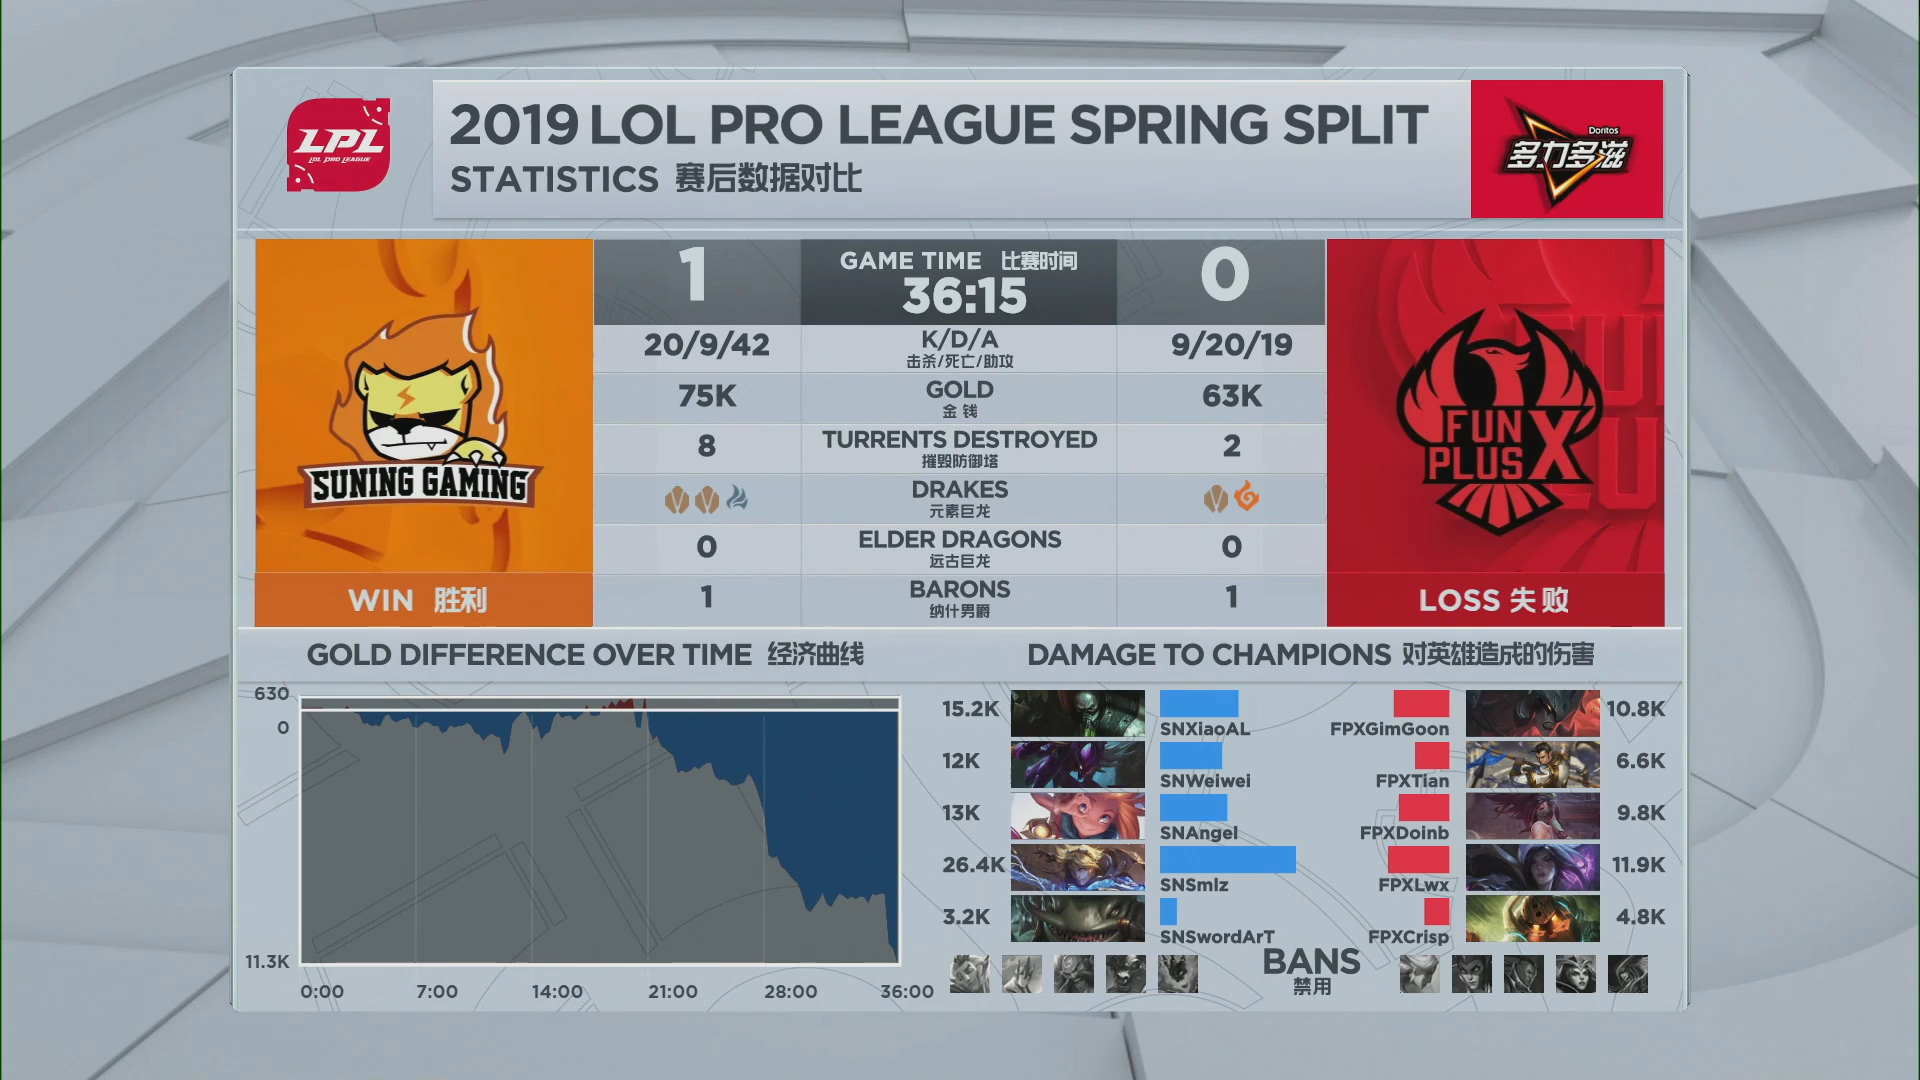 LPL
LOL PRO LEAGUE
2019 LOL PRO LEAGUE SPRING SPLIT
STATISTICS 赛后数据对比
Doritos
多力多滋
1
GAME TIME 比赛时间
36:15
0
20/9/42
K/D/A
击杀/死亡/助攻
9/20/19
75K
GOLD
金 钱
63K
8
TURRENTS DESTROYED
摧毁防御塔
2
DRAKES
元素巨龙
0
ELDER DRAGONS
远古巨龙
0
1
BARONS
纳什男爵
1
SUNING GAMING
WIN 胜利
FUN
PLUS X
LOSS 失败
GOLD DIFFERENCE OVER TIME 经济曲线
630
0
11.3K
0:00 7:00 14:00 21:00 28:00 36:00
DAMAGE TO CHAMPIONS 对英雄造成的伤害
15.2K SNXiaoAL FPXGimGoon 10.8K
12K SNWeiwei FPXTian 6.6K
13K SNAngel FPXDoinb 9.8K
26.4K SNSmlz FPXLwx 11.9K
3.2K SNSwordArT FPXCrisp 4.8K
BANS
禁用